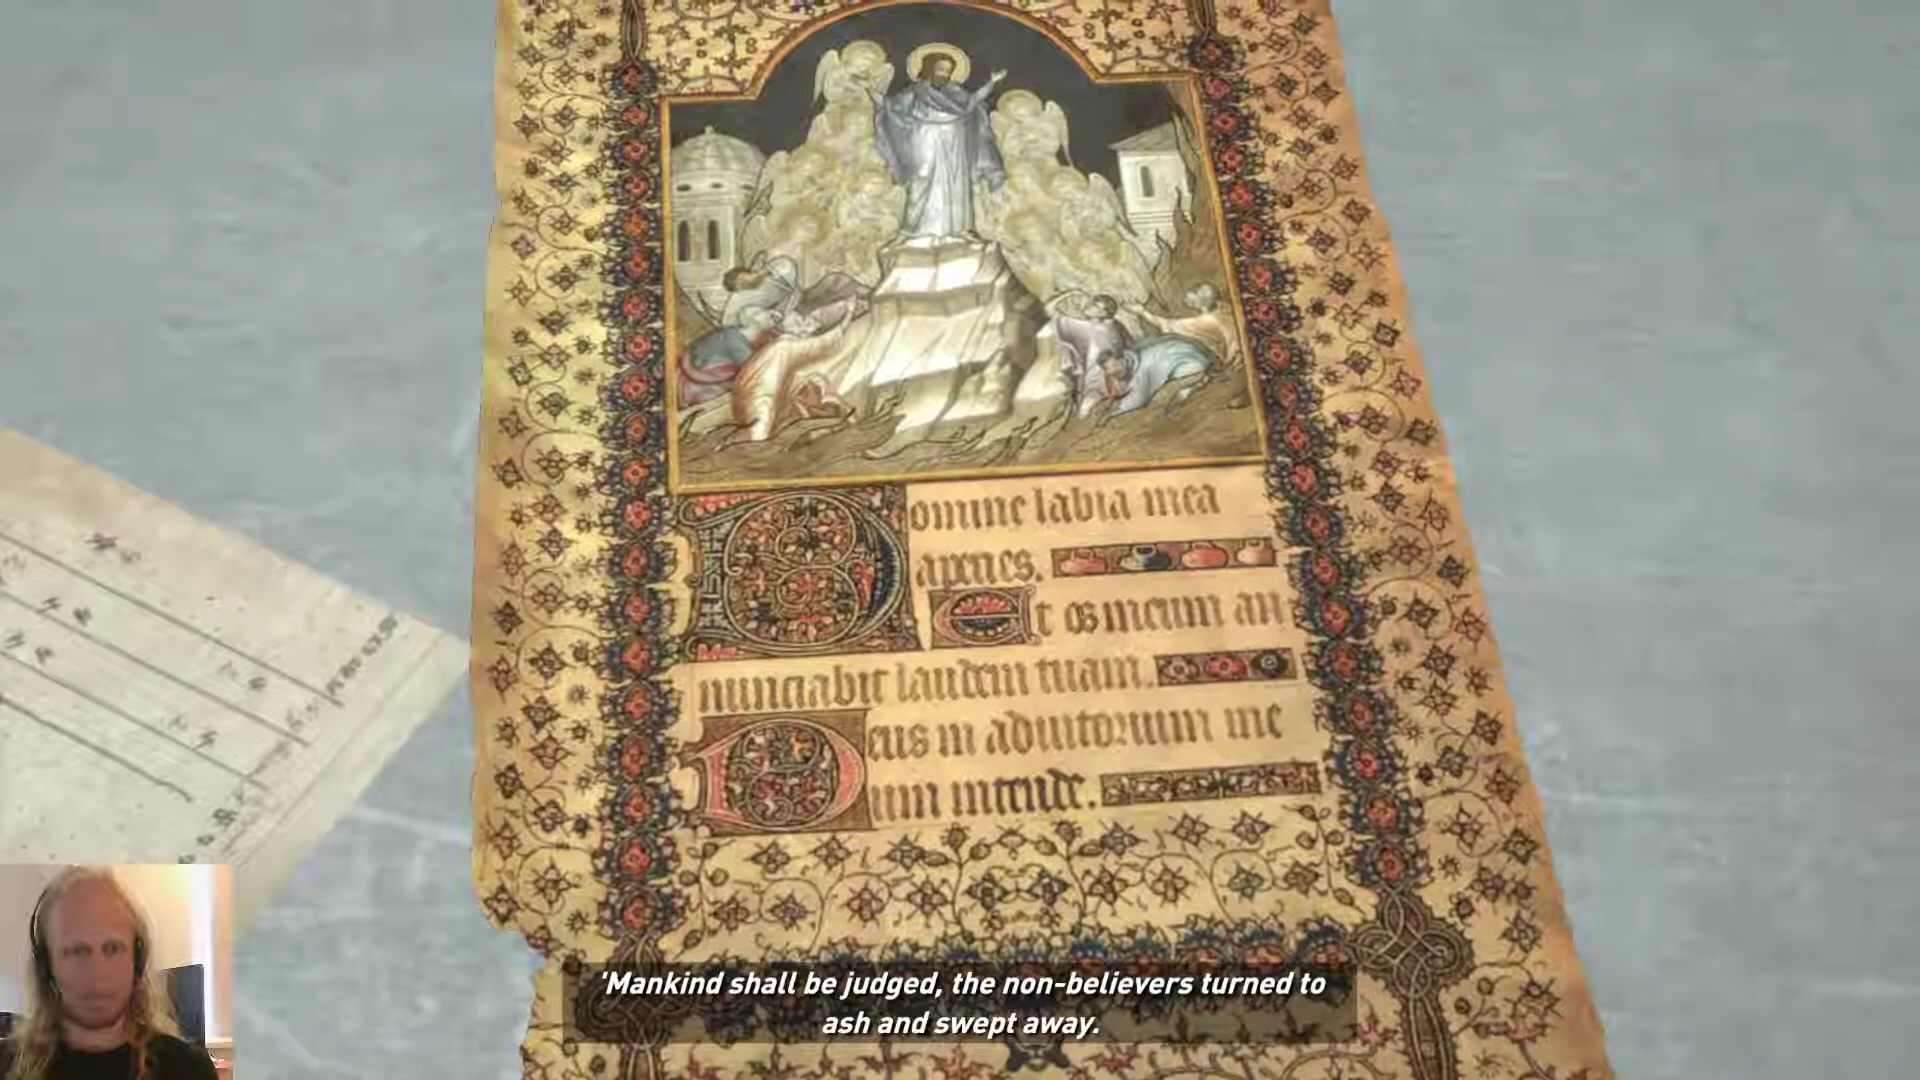 Domine labia mea
aperies.
Et os meum an
nunciabit laudem tuam.
Deus in adiutorium me
um intende.
'Mankind shall be judged, the non-believers turned to
ash and swept away.